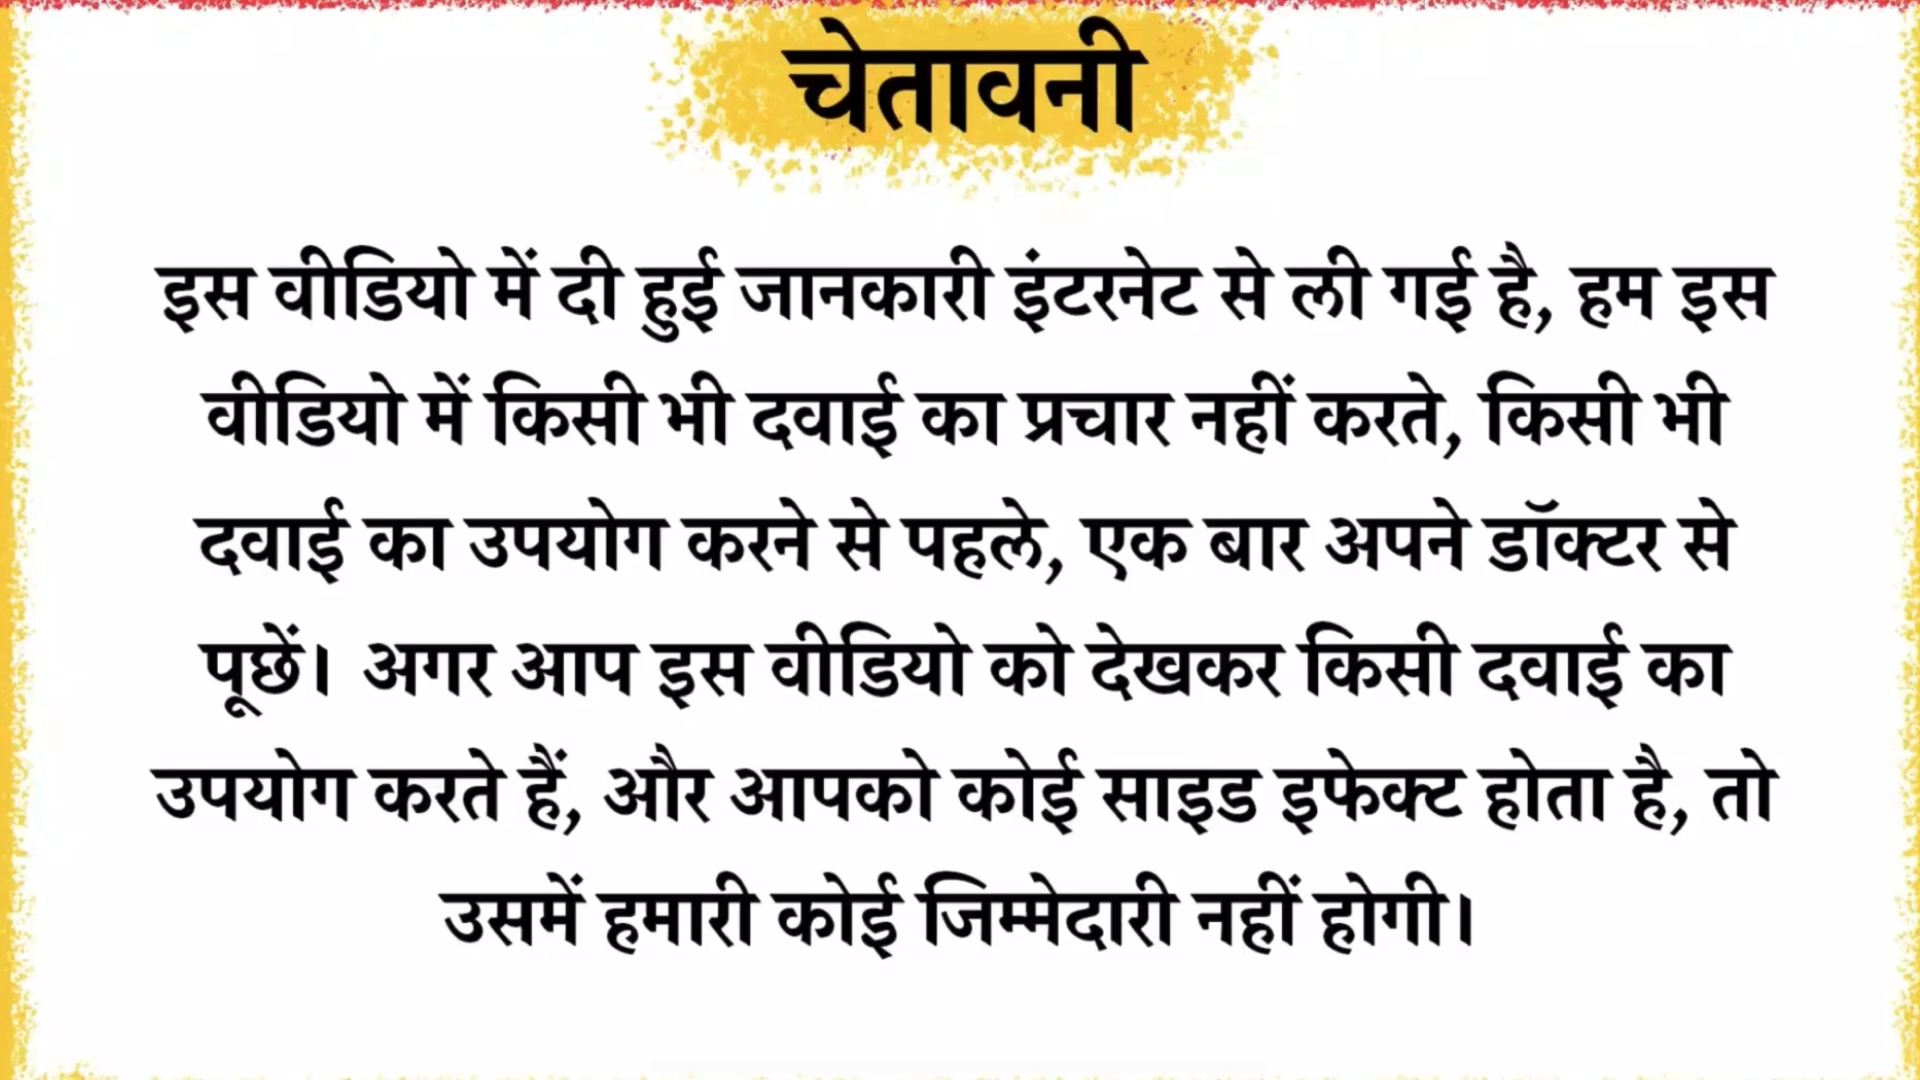 चेतावनी
इस वीडियो में दी हुई जानकारी इंटरनेट से ली गई है, हम इस
वीडियो में किसी भी दवाई का प्रचार नहीं करते, किसी भी
दवाई का उपयोग करने से पहले, एक बार अपने डॉक्टर से
पूछें। अगर आप इस वीडियो को देखकर किसी दवाई का
उपयोग करते हैं, और आपको कोई साइड इफेक्ट होता है, तो
उसमें हमारी कोई जिम्मेदारी नहीं होगी।